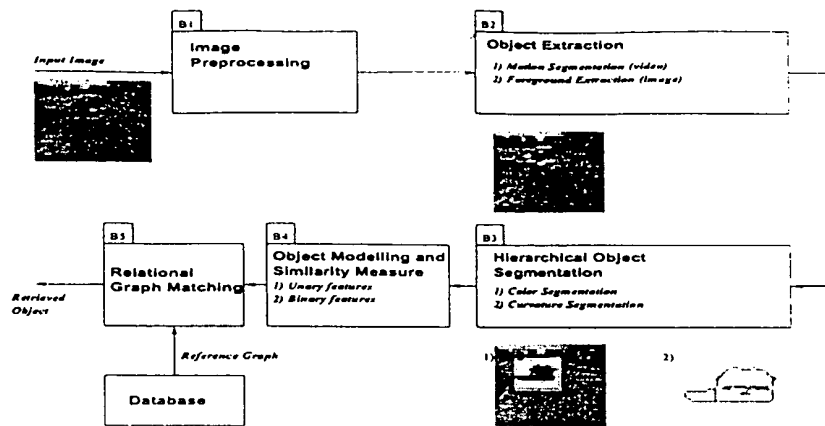 B1
Image
Preprocessing
Input Image
B2
Object Extraction
1) Motion Segmentation (video)
2) Foreground Extraction (Image)
B5
Relational
Graph Matching
Retrieved
Object
B4
Object Modelling and
Similarity Measure
1) Unary features
2) Binary features
B3
Hierarchical Object
Segmentation
1) Color Segmentation
2) Curvature Segmentation
Reference Graph
Database
1)
2)